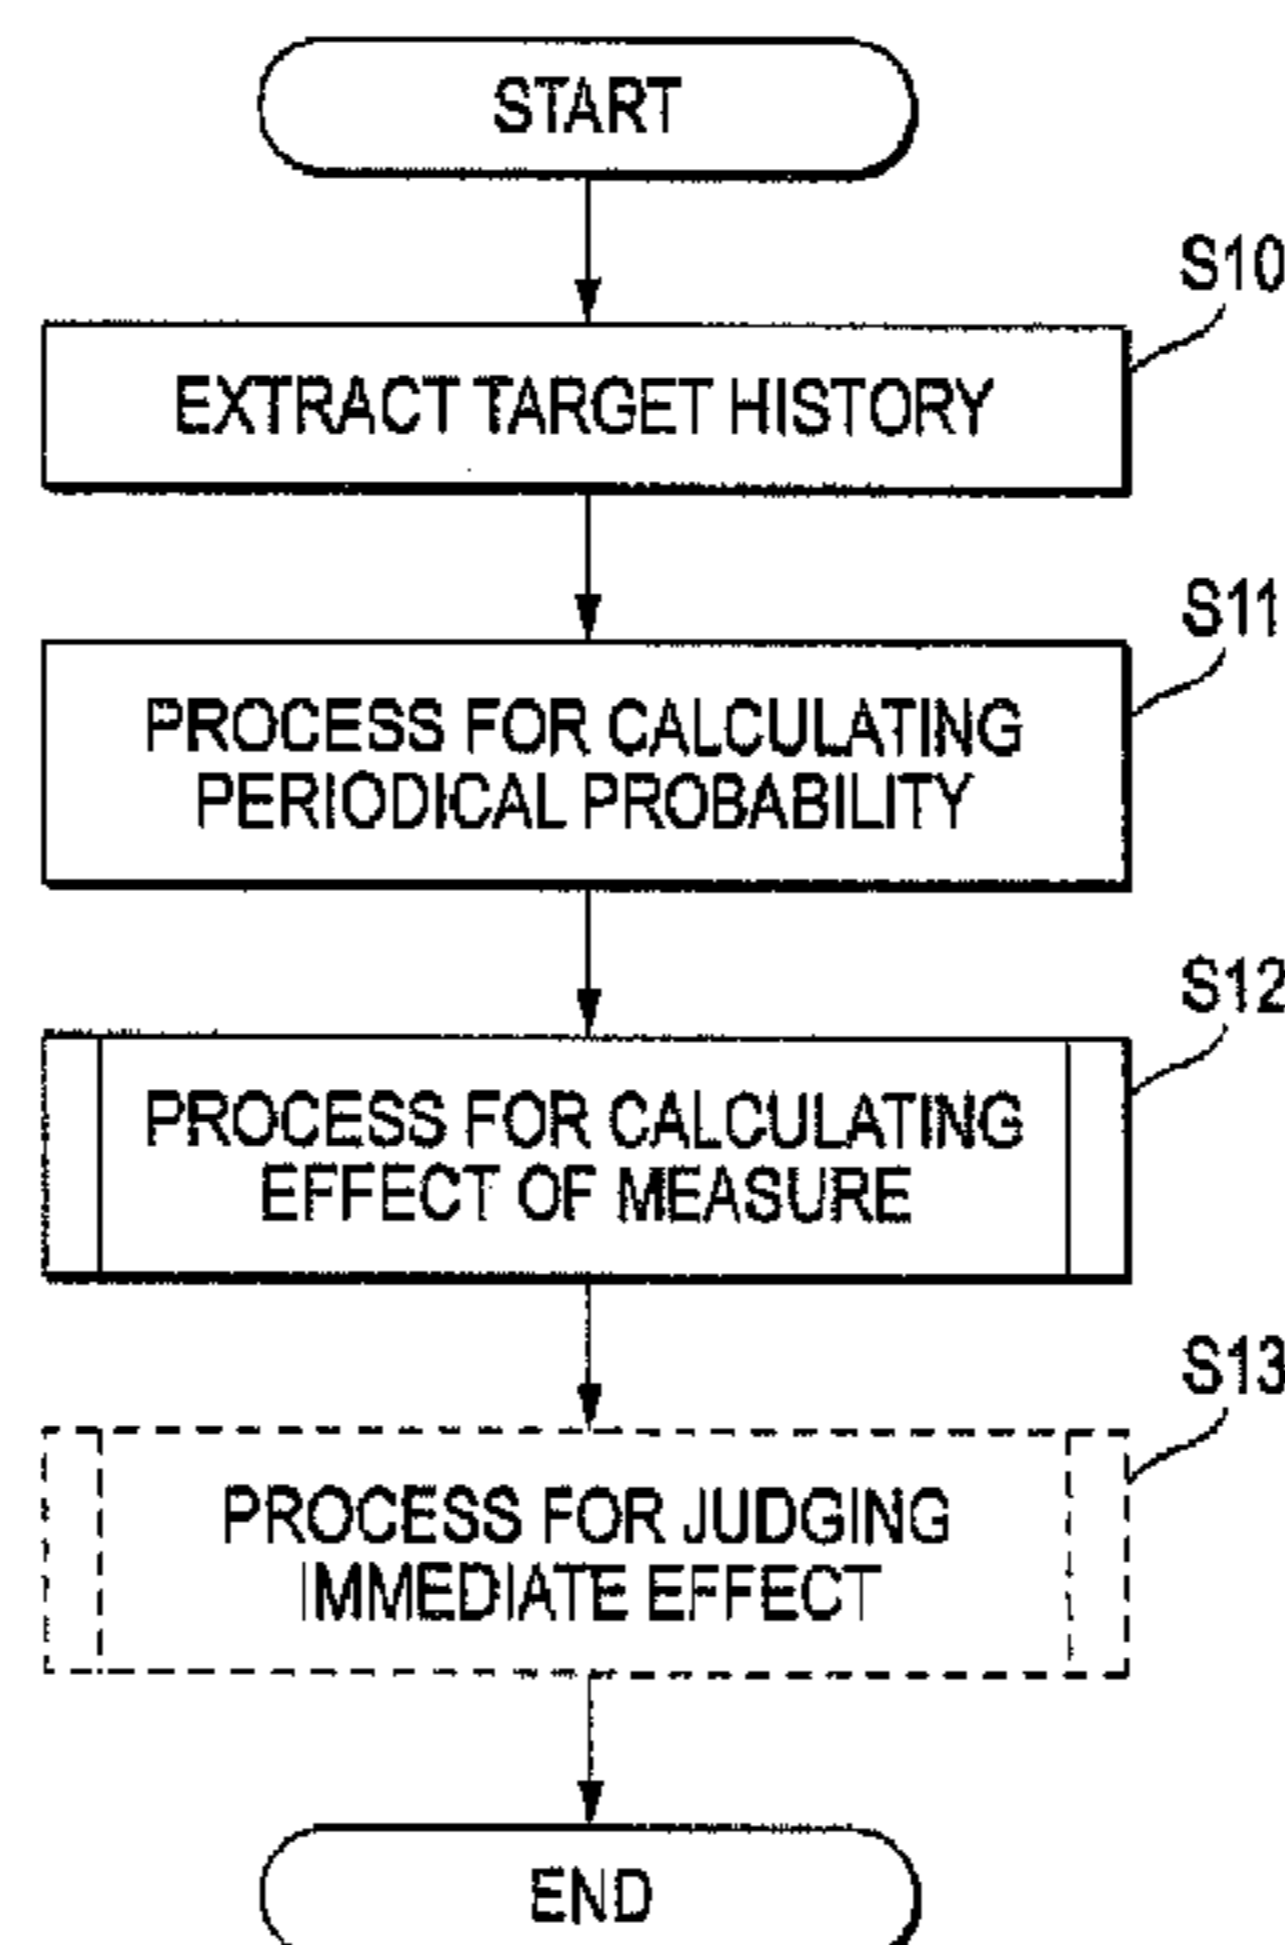 START
S10
EXTRACT TARGET HISTORY
S11
PROCESS FOR CALCULATING
PERIODICAL PROBABILITY
S12
PROCESS FOR CALCULATING
EFFECT OF MEASURE
S13
PROCESS FOR JUDGING
IMMEDIATE EFFECT
END